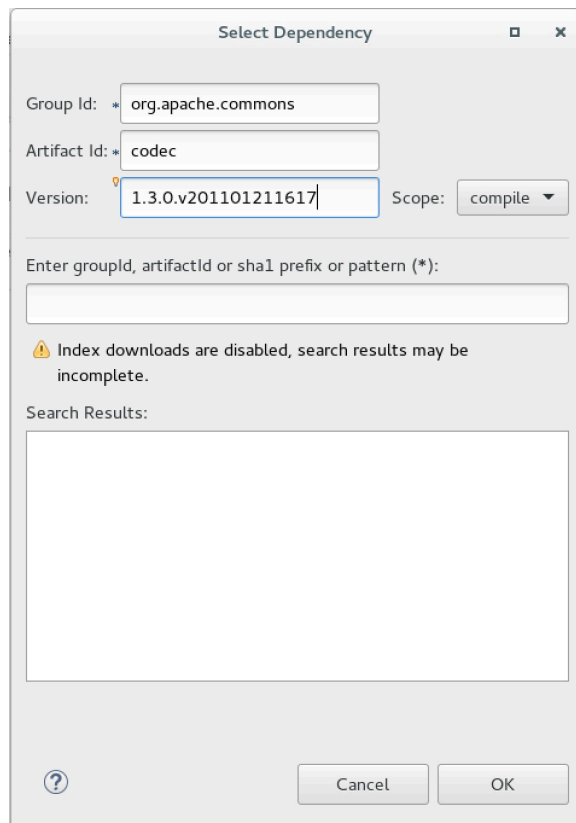 Select Dependency
Group Id: * org.apache.commons
Artifact Id: * codec
Version: 1.3.0.v201101211617 Scope: compile
Enter groupId, artifactId or sha1 prefix or pattern (*):
Index downloads are disabled, search results may be
incomplete.
Search Results:
? Cancel OK